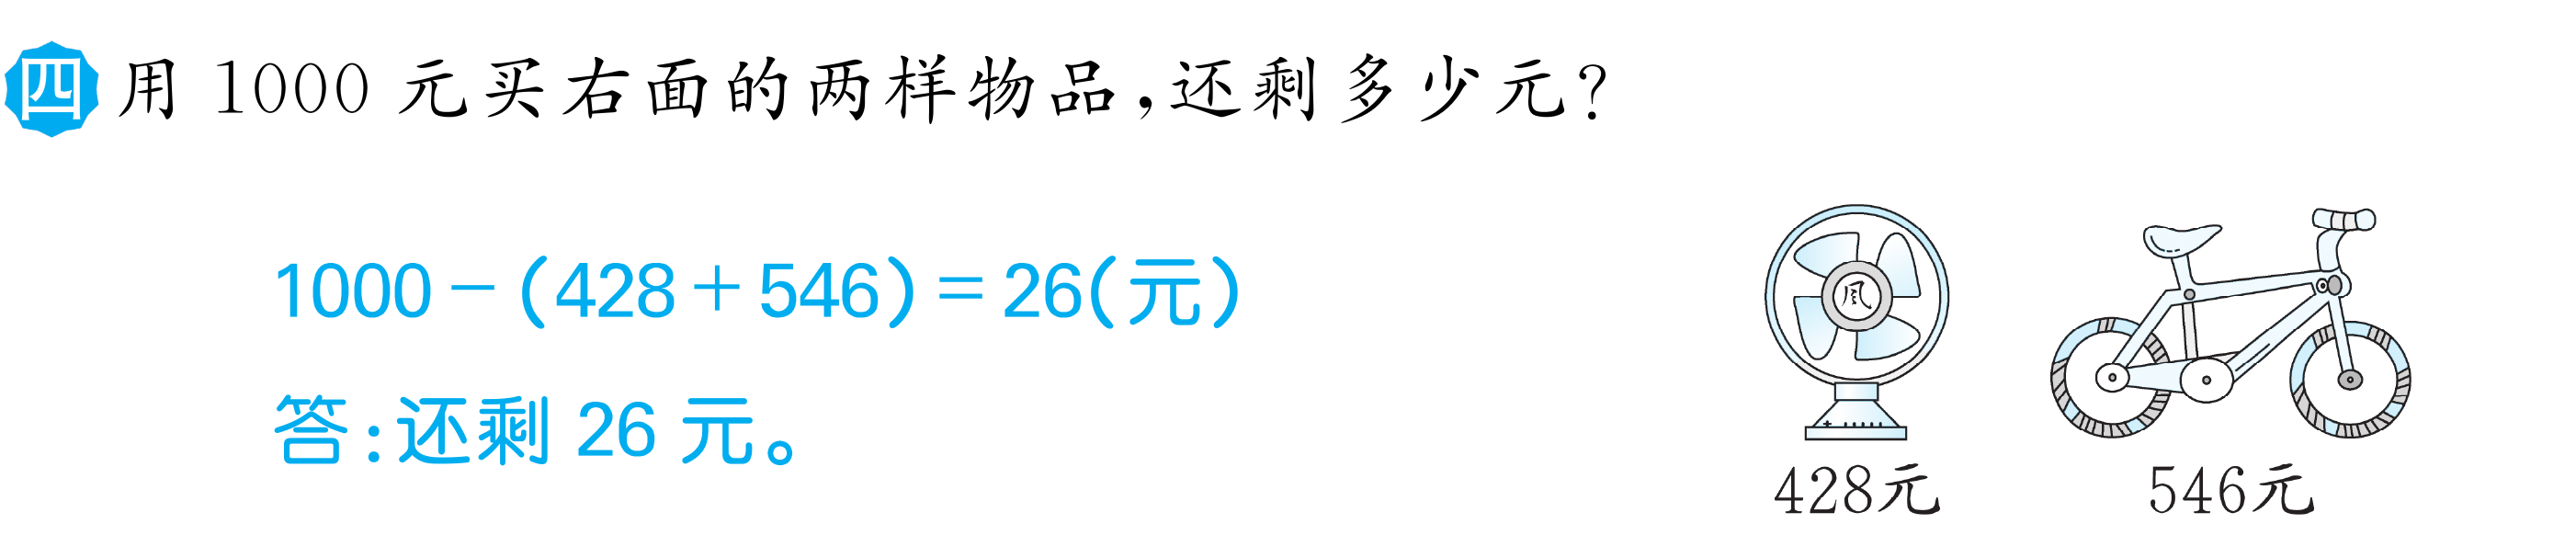 四 用 1000 元买右面的两样物品,还剩多少元?
1000-(428+546)=26(元)
答:还剩 26 元。
風
428元 546元